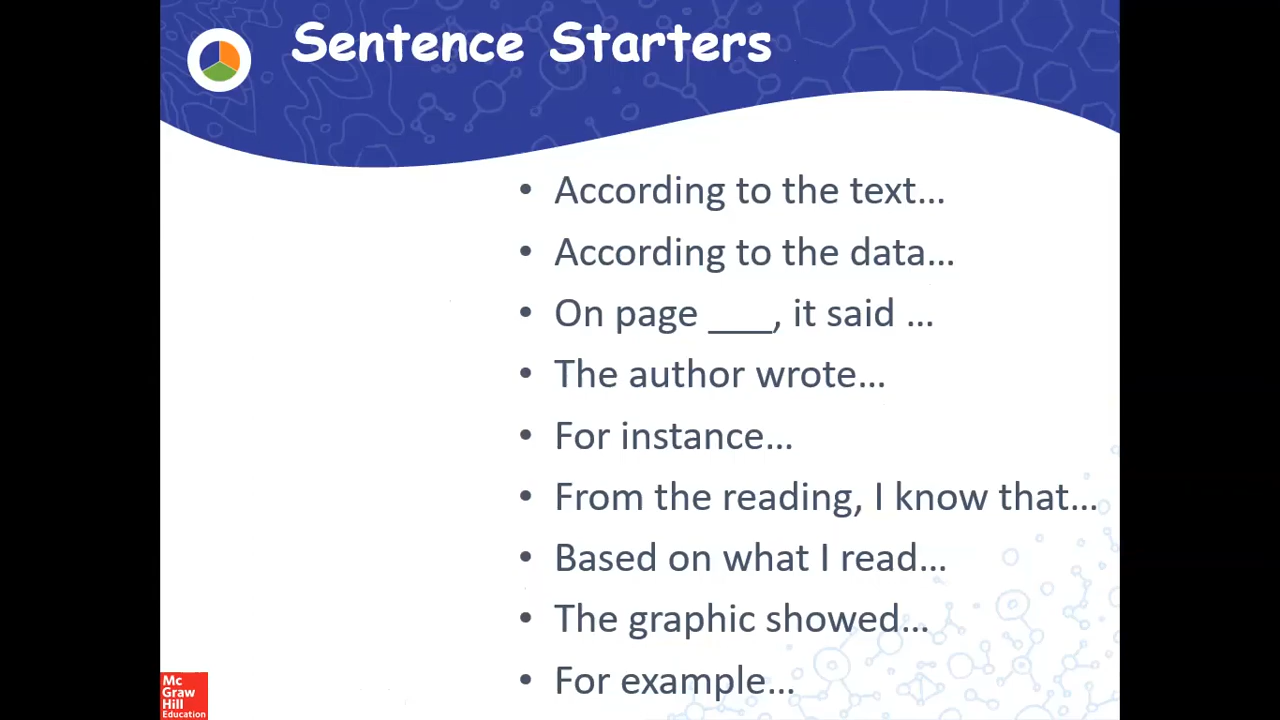 Sentence Starters
• According to the text…
• According to the data…
• On page ___, it said …
• The author wrote…
• For instance…
• From the reading, I know that…
• Based on what I read…
• The graphic showed…
• For example…
Mc
Graw
Hill
Education